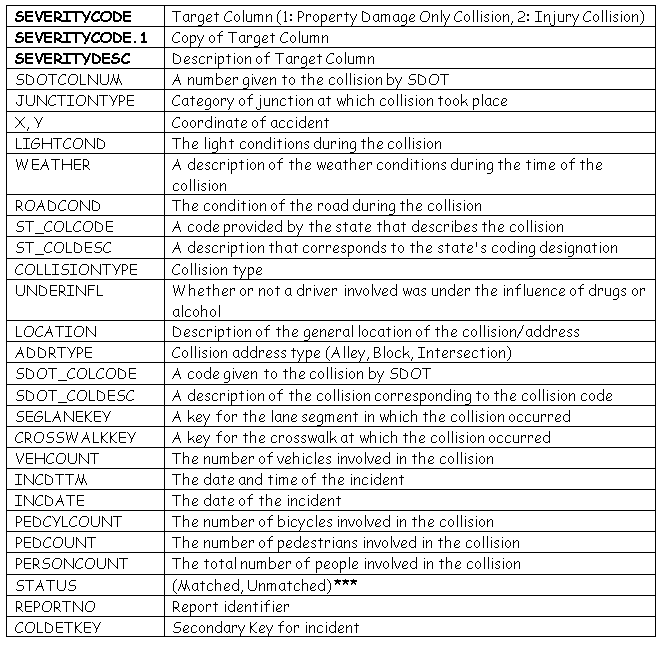 SEVERITYCODE Target Column (1: Property Damage Only Collision, 2: Injury Collision)
SEVERITYCODE.1 Copy of Target Column
SEVERITYDESC Description of Target Column
SDOTCOLNUM A number given to the collision by SDOT
JUNCTIONTYPE Category of junction at which collision took place
X, Y Coordinate of accident
LIGHTCOND The light conditions during the collision
WEATHER A description of the weather conditions during the time of the
collision
ROADCOND The condition of the road during the collision
ST_COLCODE A code provided by the state that describes the collision
ST_COLDESC A description that corresponds to the state's coding designation
COLLISIONTYPE Collision type
UNDERINFL Whether or not a driver involved was under the influence of drugs or
alcohol
LOCATION Description of the general location of the collision/address
ADDRTYPE Collision address type (Alley, Block, Intersection)
SDOT_COLCODE A code given to the collision by SDOT
SDOT_COLDESC A description of the collision corresponding to the collision code
SEGLANEKEY A key for the lane segment in which the collision occurred
CROSSWALKKEY A key for the crosswalk at which the collision occurred
VEHCOUNT The number of vehicles involved in the collision
INCDTTM The date and time of the incident
INCDATE The date of the incident
PEDCYLCOUNT The number of bicycles involved in the collision
PEDCOUNT The number of pedestrians involved in the collision
PERSONCOUNT The total number of people involved in the collision
STATUS (Matched, Unmatched)***
REPORTNO Report identifier
COLDETKEY Secondary Key for incident